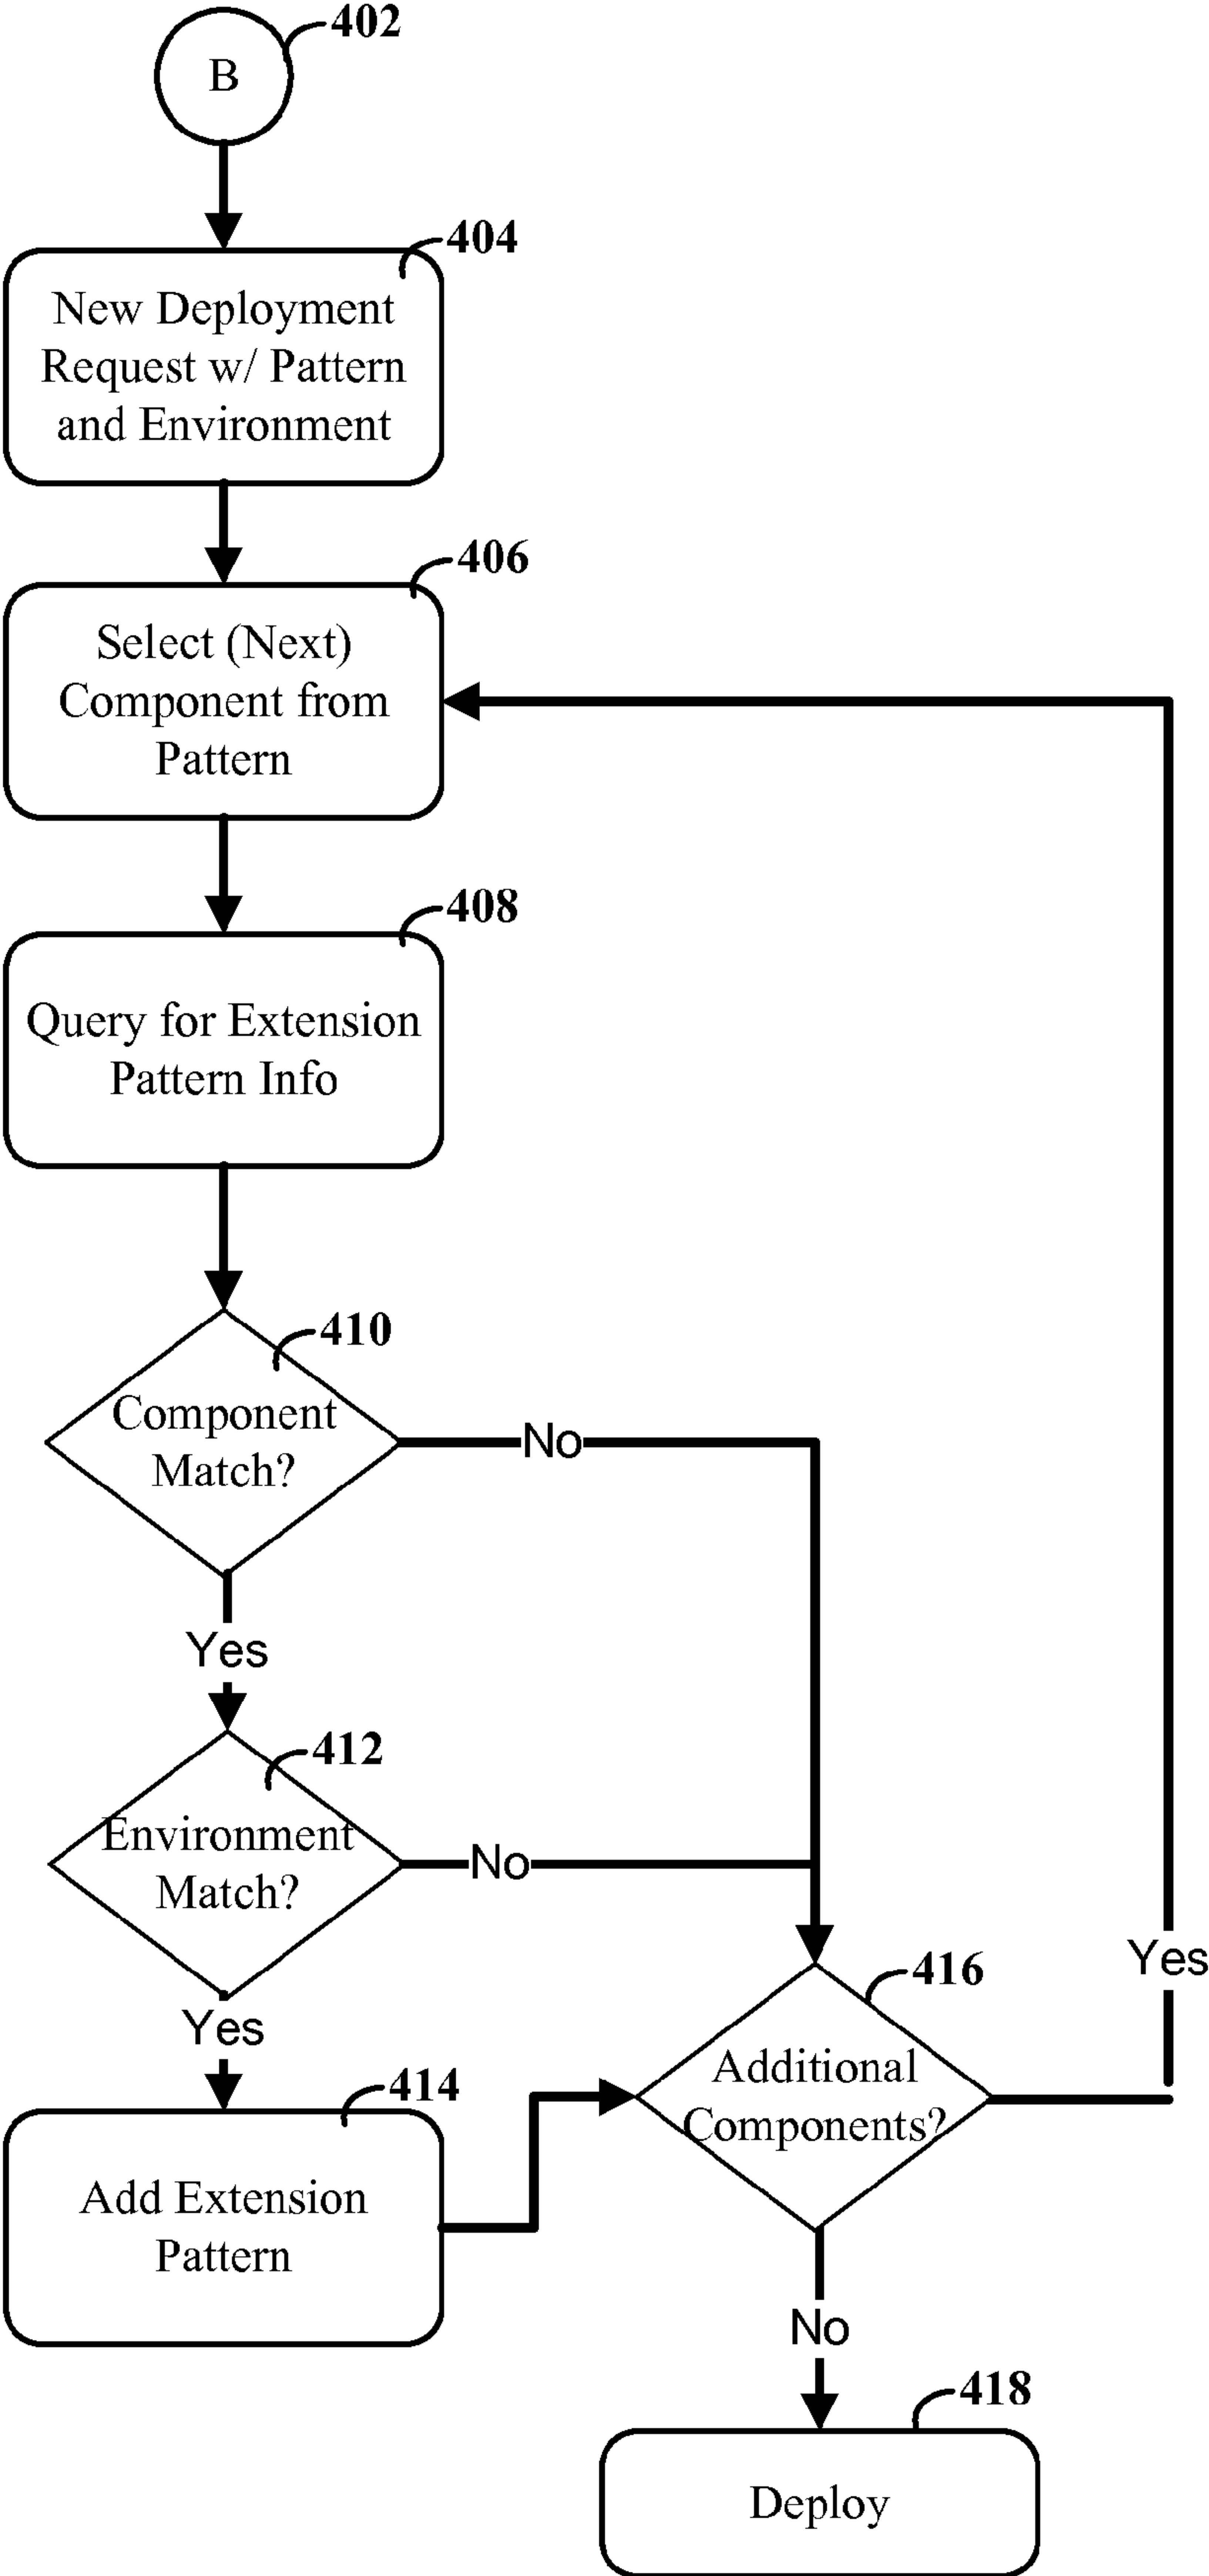 402
B
404
New Deployment
Request w/ Pattern
and Environment
406
Select (Next)
Component from
Pattern
408
Query for Extension
Pattern Info
410
Component
Match?
No
Yes
412
Environment
Match?
No
Yes
Yes
416
Additional
Components?
414
Add Extension
Pattern
No
418
Deploy